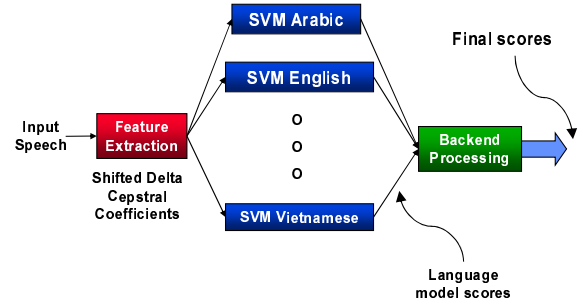 SVM Arabic
Final scores
SVM English
Input
Speech
Feature
Extraction
O
O
O
Backend
Processing
Shifted Delta
Cepstral
Coefficients
SVM Vietnamese
Language
model scores